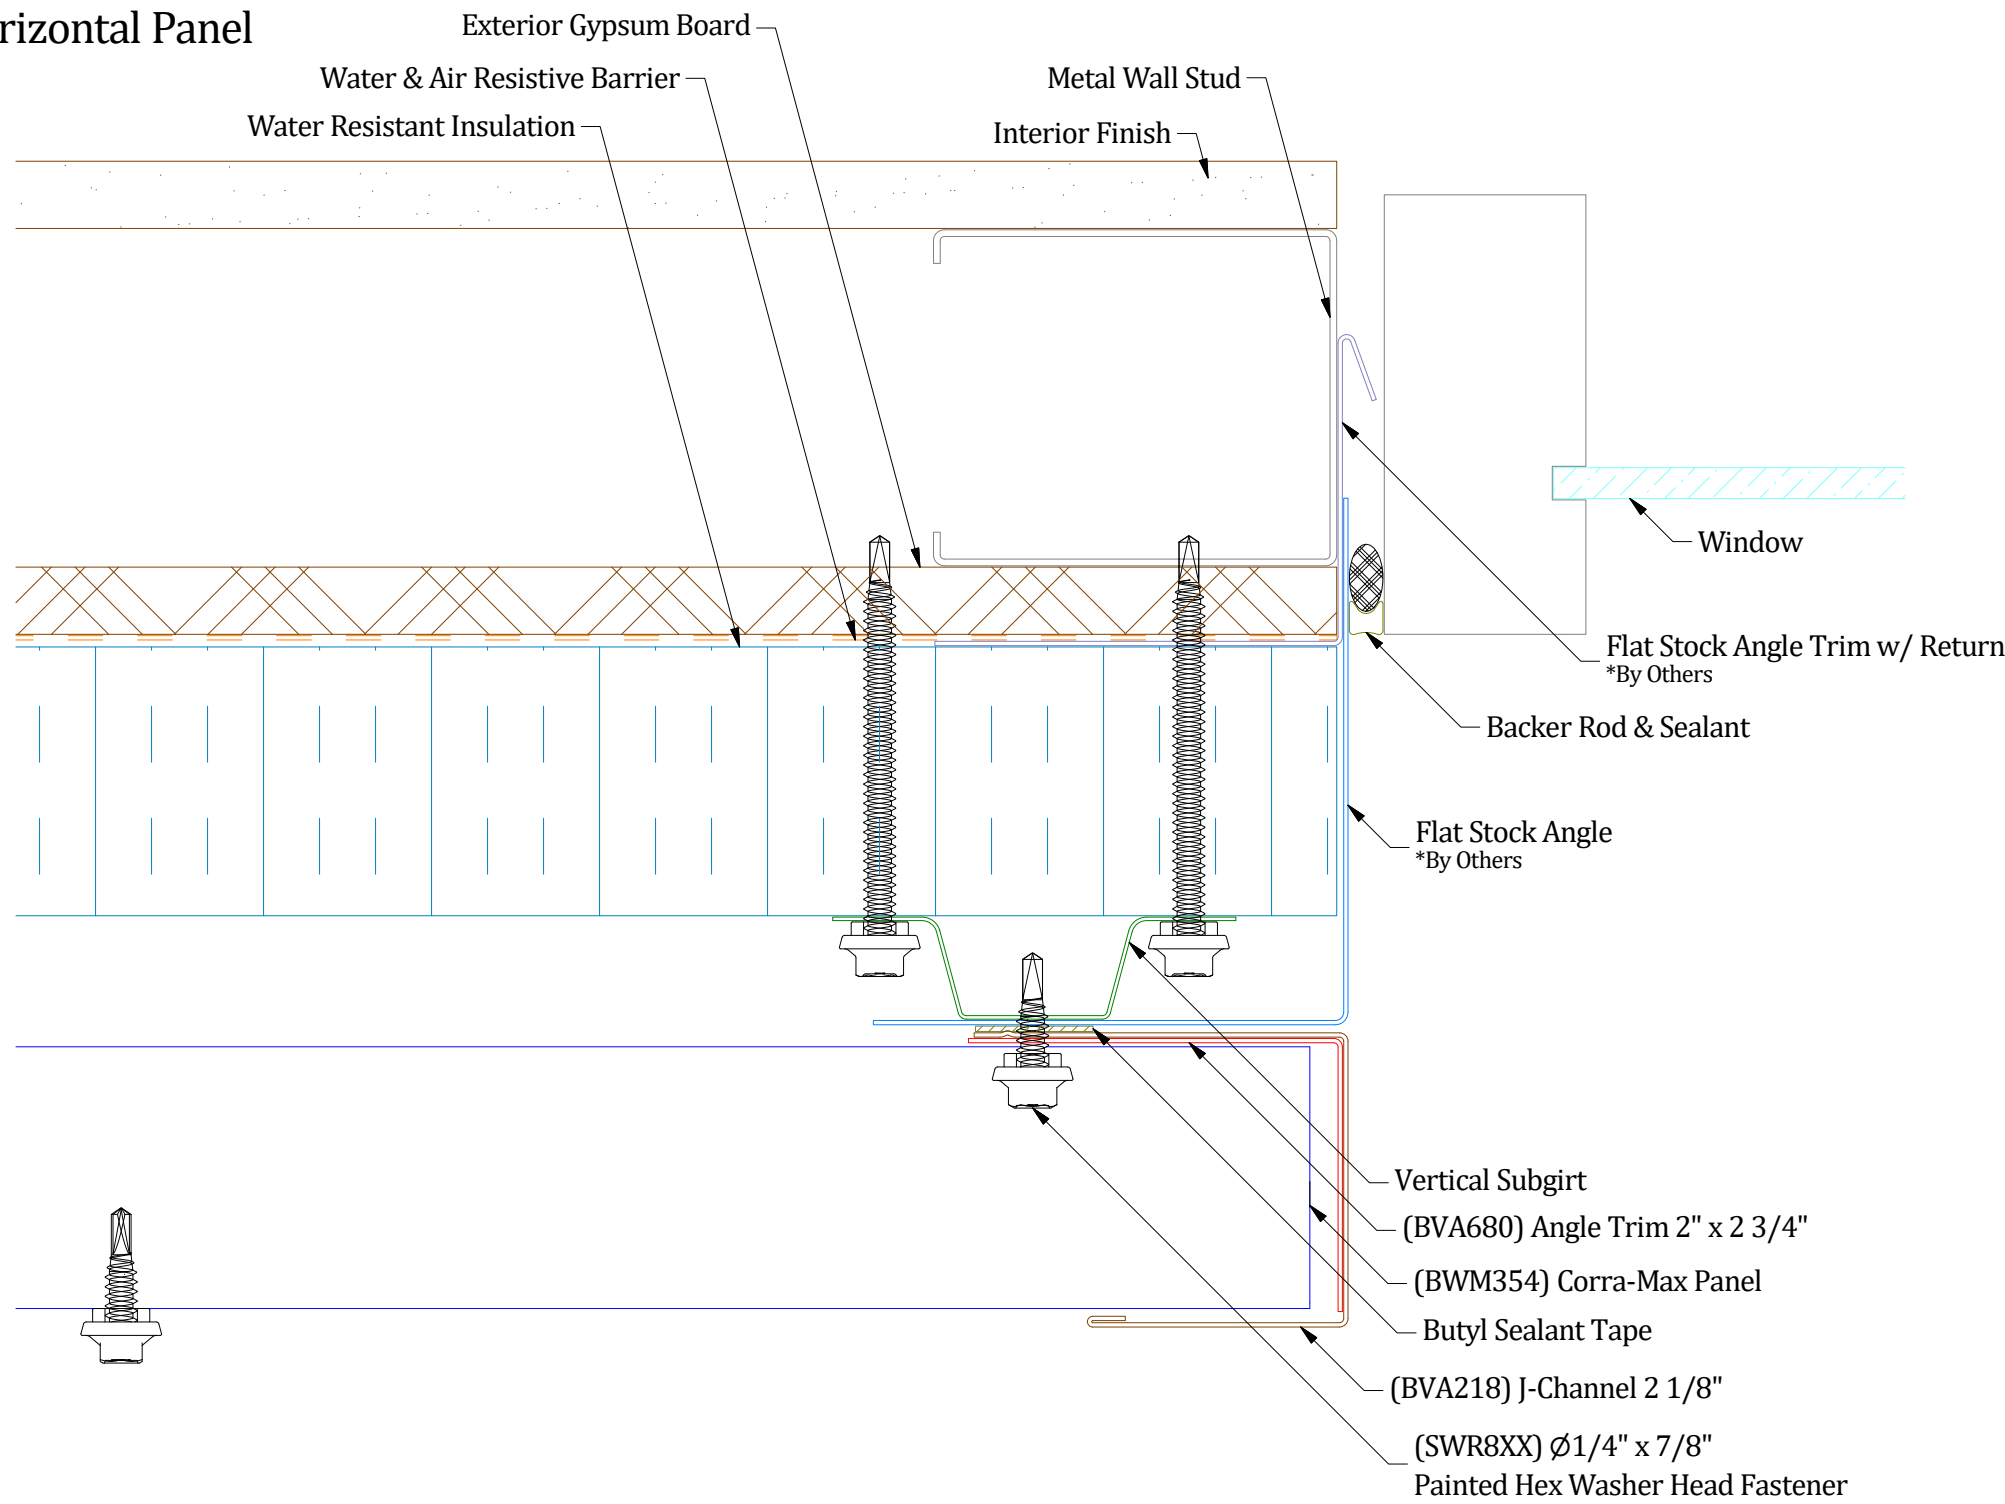 rizontal Panel
Exterior Gypsum Board
Water & Air Resistive Barrier
Metal Wall Stud
Water Resistant Insulation
Interior Finish
Window
Flat Stock Angle Trim w/ Return
*By Others
Backer Rod & Sealant
Flat Stock Angle
*By Others
Vertical Subgirt
(BVA680) Angle Trim 2" x 2 3/4"
(BWM354) Corra-Max Panel
Butyl Sealant Tape
(BVA218) J-Channel 2 1/8"
(SWR8XX) Ø1/4" x 7/8"
Painted Hex Washer Head Fastener